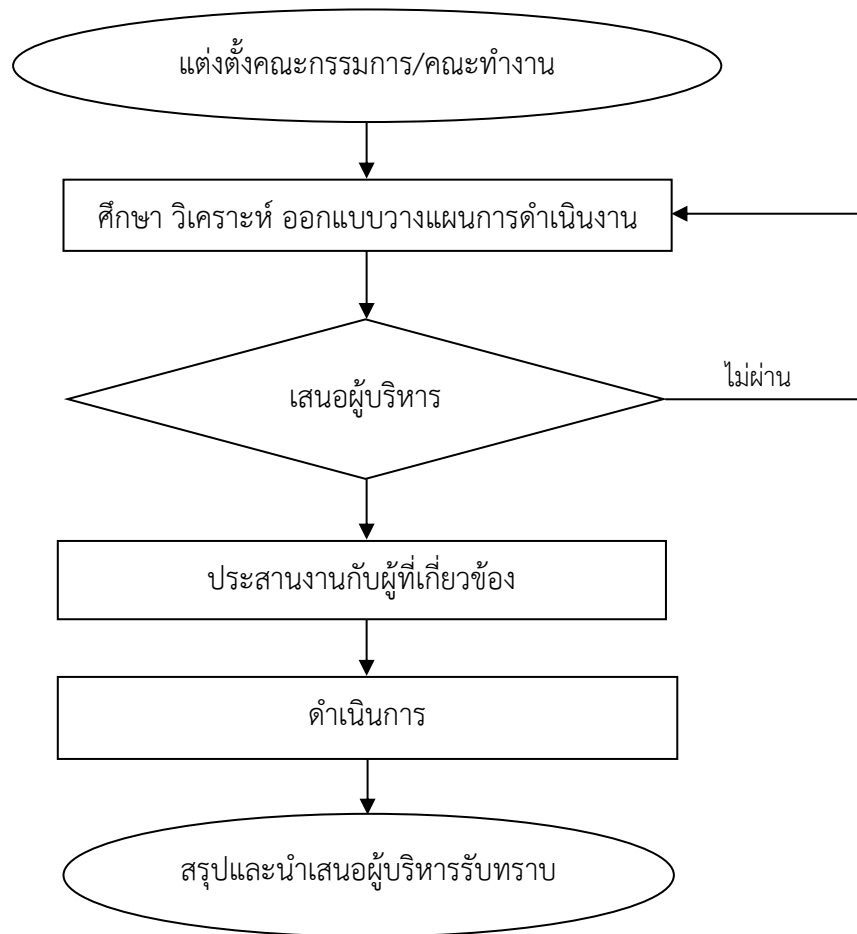 แต่งตั้งคณะกรรมการ/คณะทำงาน
ศึกษา วิเคราะห์ ออกแบบวางแผนการดำเนินงาน
เสนอผู้บริหาร
ไม่ผ่าน
ประสานงานกับผู้ที่เกี่ยวข้อง
ดำเนินการ
สรุปและนำเสนอผู้บริหารรับทราบ